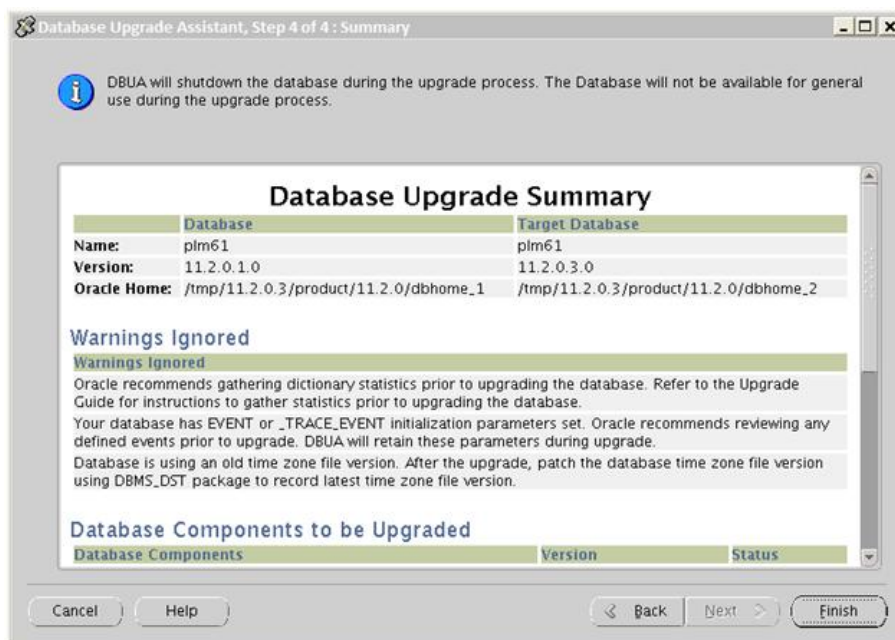 Database Upgrade Assistant, Step 4 of 4 : Summary
DBUA will shutdown the database during the upgrade process. The Database will not be available for general
use during the upgrade process.
Database Upgrade Summary
Database Target Database
Name: plm61 plm61
Version: 11.2.0.1.0 11.2.0.3.0
Oracle Home: /tmp/11.2.0.3/product/11.2.0/dbhome_1 /tmp/11.2.0.3/product/11.2.0/dbhome_2
Warnings Ignored
Warnings Ignored
Oracle recommends gathering dictionary statistics prior to upgrading the database. Refer to the Upgrade
Guide for instructions to gather statistics prior to upgrading the database.
Your database has EVENT or _TRACE_EVENT initialization parameters set. Oracle recommends reviewing any
defined events prior to upgrade. DBUA will retain these parameters during upgrade.
Database is using an old time zone file version. After the upgrade, patch the database time zone file version
using DBMS_DST package to record latest time zone file version.
Database Components to be Upgraded
Database Components Version Status
Cancel Help Back Next Finish